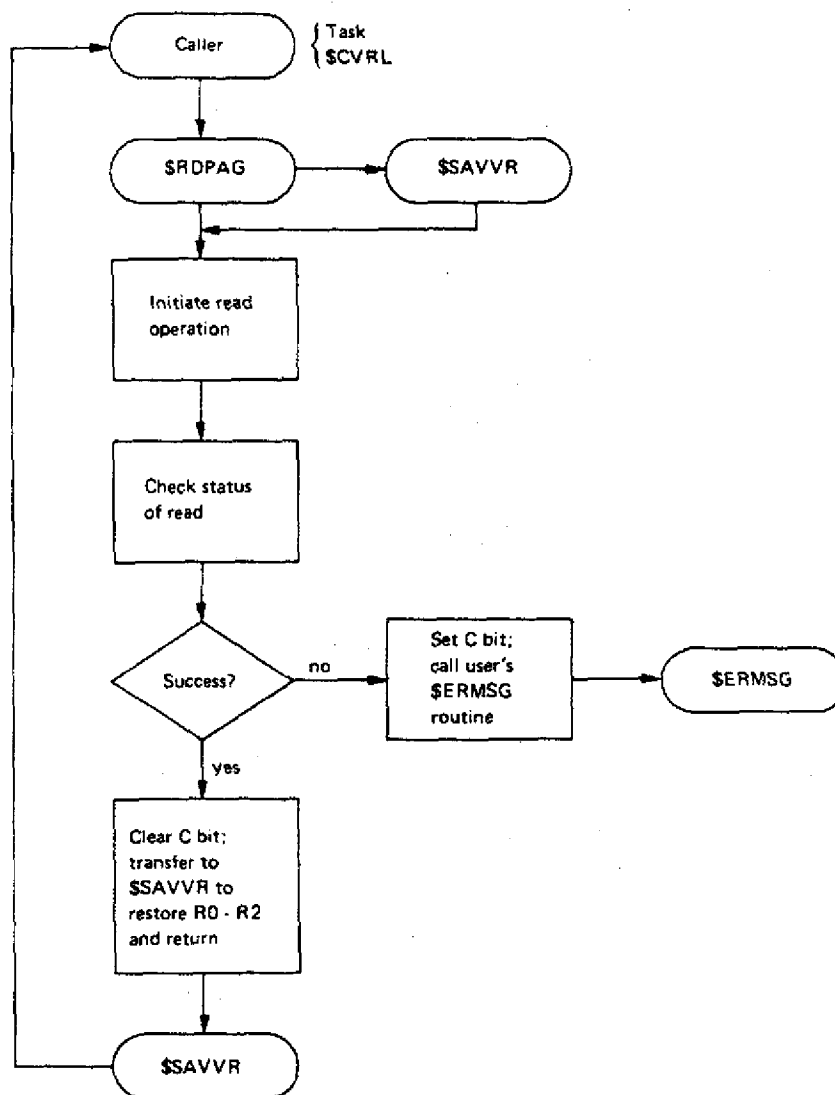 Caller
Task
$CVRL
$RDPAG
$SAVVR
Initiate read
operation
Check status
of read
Success?
no
Set C bit;
call user's
$ERMSG
routine
$ERMSG
yes
Clear C bit;
transfer to
$SAVVR to
restore R0 - R2
and return
$SAVVR